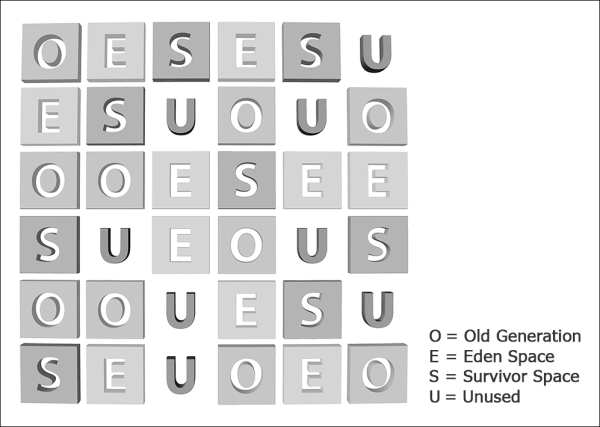 O E S E S U
E S U O U O
O O E S E E
S U E O U S
O O U E S U
S E U O E O
O = Old Generation
E = Eden Space
S = Survivor Space
U = Unused